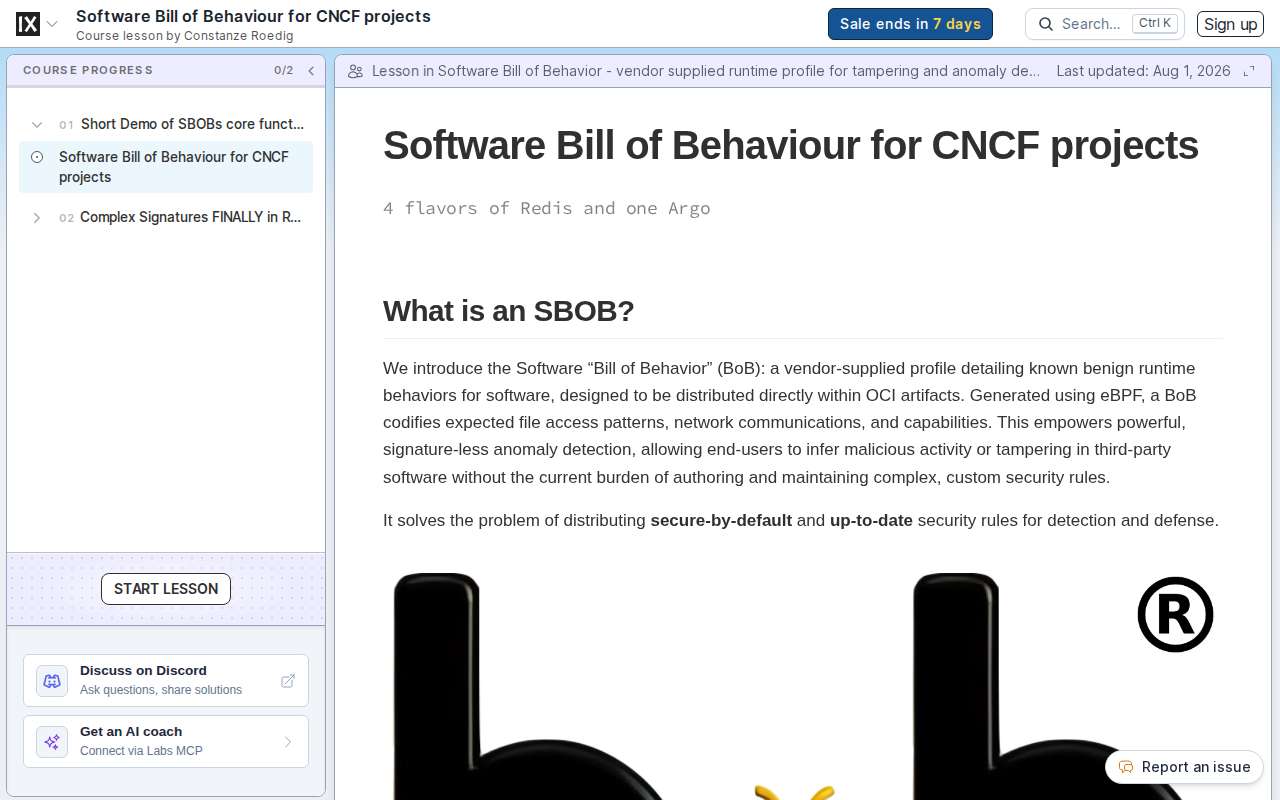 Software Bill of Behaviour for CNCF projects
Course lesson by Constanze Roedig
Sale ends in 7 days
Search...
Ctrl K
Sign up
COURSE PROGRESS
0/2
01 Short Demo of SBOBs core funct...
Software Bill of Behaviour for CNCF
projects
02 Complex Signatures FINALLY in R...
START LESSON
Discuss on Discord
Ask questions, share solutions
Get an AI coach
Connect via Labs MCP
Lesson in Software Bill of Behavior - vendor supplied runtime profile for tampering and anomaly de...
Last updated: Aug 1, 2026
Software Bill of Behaviour for CNCF projects
4 flavors of Redis and one Argo
What is an SBOB?
We introduce the Software “Bill of Behavior” (BoB): a vendor-supplied profile detailing known benign runtime
behaviors for software, designed to be distributed directly within OCI artifacts. Generated using eBPF, a BoB
codifies expected file access patterns, network communications, and capabilities. This empowers powerful,
signature-less anomaly detection, allowing end-users to infer malicious activity or tampering in third-party
software without the current burden of authoring and maintaining complex, custom security rules.
It solves the problem of distributing secure-by-default and up-to-date security rules for detection and defense.
b b ®
Report an issue